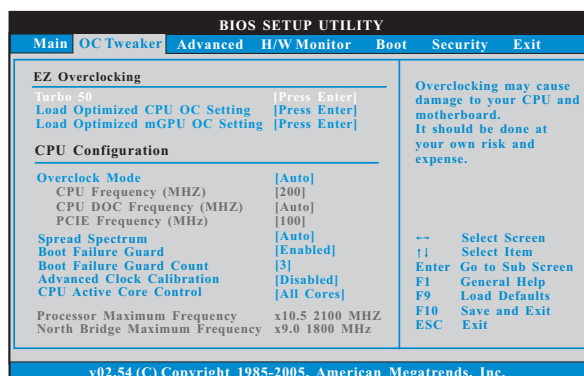 BIOS SETUP UTILITY
Main OC Tweaker Advanced H/W Monitor Boot Security Exit
EZ Overclocking
Turbo 50 [Press Enter]
Load Optimized CPU OC Setting [Press Enter]
Load Optimized mGPU OC Setting [Press Enter]
CPU Configuration
Overclock Mode [Auto]
CPU Frequency (MHZ) [200]
CPU DOC Frequency (MHZ) [Auto]
PCIE Frequency (MHz) [100]
Spread Spectrum [Auto]
Boot Failure Guard [Enabled]
Boot Failure Guard Count [3]
Advanced Clock Calibration [Disabled]
CPU Active Core Control [All Cores]
Processor Maximum Frequency x10.5 2100 MHZ
North Bridge Maximum Frequency x9.0 1800 MHz
Overclocking may cause
damage to your CPU and
motherboard.
It should be done at
your own risk and
expense.
↔ Select Screen
↑↓ Select Item
Enter Go to Sub Screen
F1 General Help
F9 Load Defaults
F10 Save and Exit
ESC Exit
v02.54 (C) Copyright 1985-2005, American Megatrends, Inc.